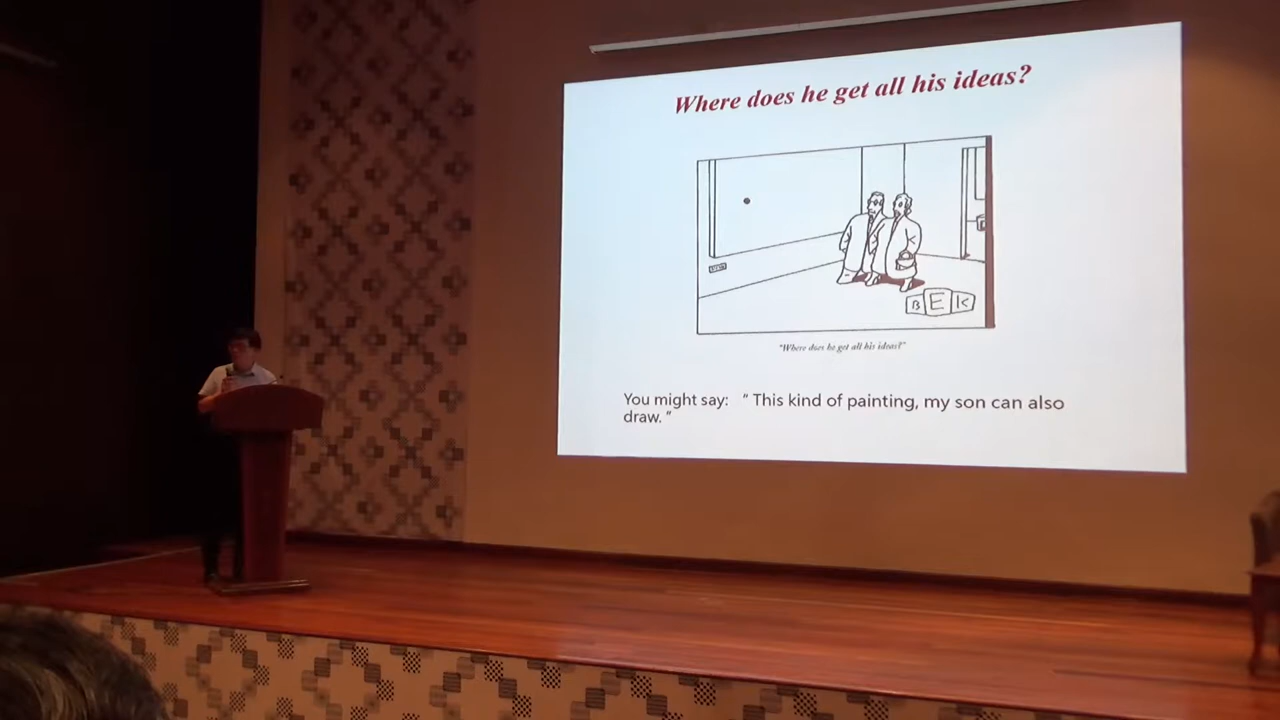 Where does he get all his ideas?
BEK
"Where does he get all his ideas?"
You might say: " This kind of painting, my son can also
draw. "